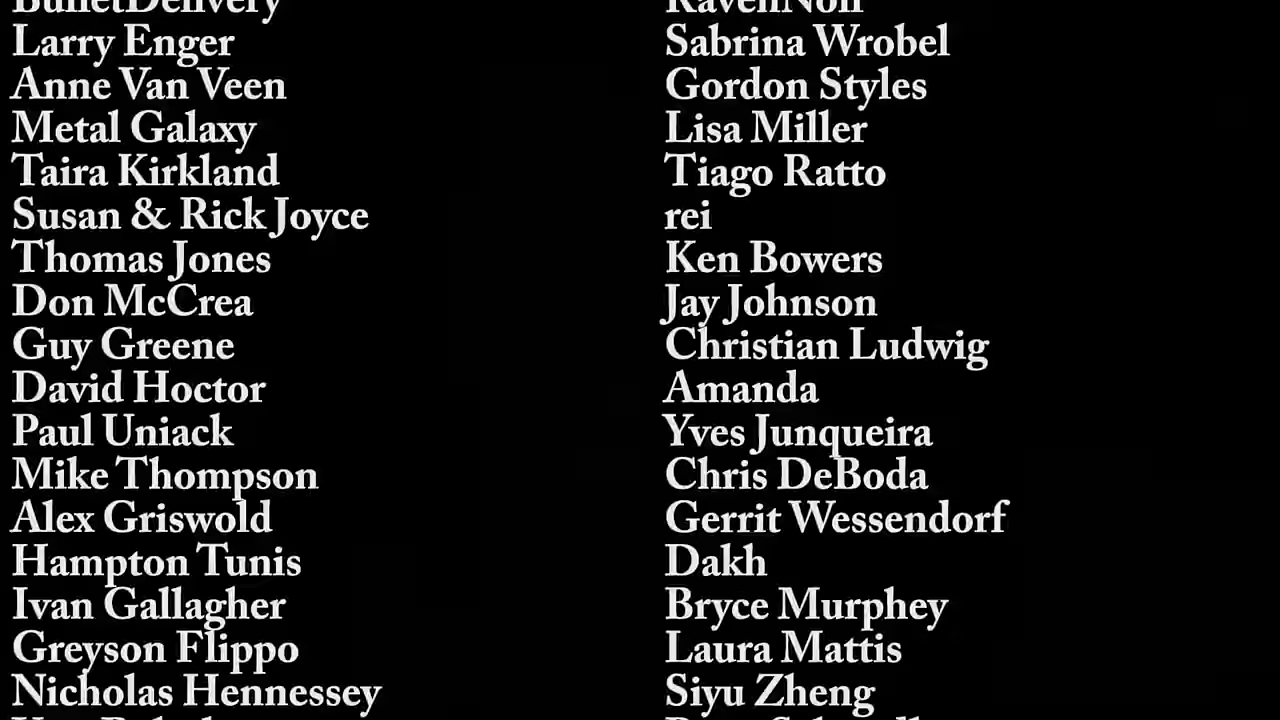 BulletDelivery
Larry Enger
Anne Van Veen
Metal Galaxy
Taira Kirkland
Susan & Rick Joyce
Thomas Jones
Don McCrea
Guy Greene
David Hoctor
Paul Uniack
Mike Thompson
Alex Griswold
Hampton Tunis
Ivan Gallagher
Greyson Flippo
Nicholas Hennessey
Sabrina Wrobel
Gordon Styles
Lisa Miller
Tiago Ratto
rei
Ken Bowers
Jay Johnson
Christian Ludwig
Amanda
Yves Junqueira
Chris DeBoda
Gerrit Wessendorf
Dakh
Bryce Murphey
Laura Mattis
Siyu Zheng